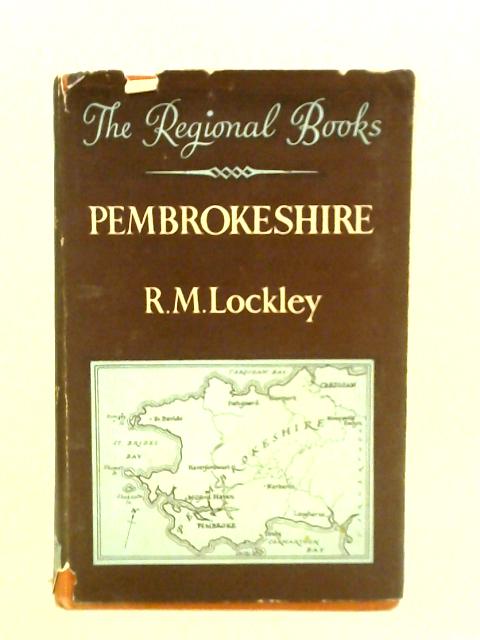 The Regional Books
PEMBROKESHIRE
R.M.Lockley
CARDIGAN BAY
CARDIGAN
Fishguard
St Davids
ST. BRIDES
BAY
OKESHIRE
Haverfordwest
Narberth
Milford Haven
PEMBROKE
Laugharne
Tenby
CARMARTHEN
BAY
N